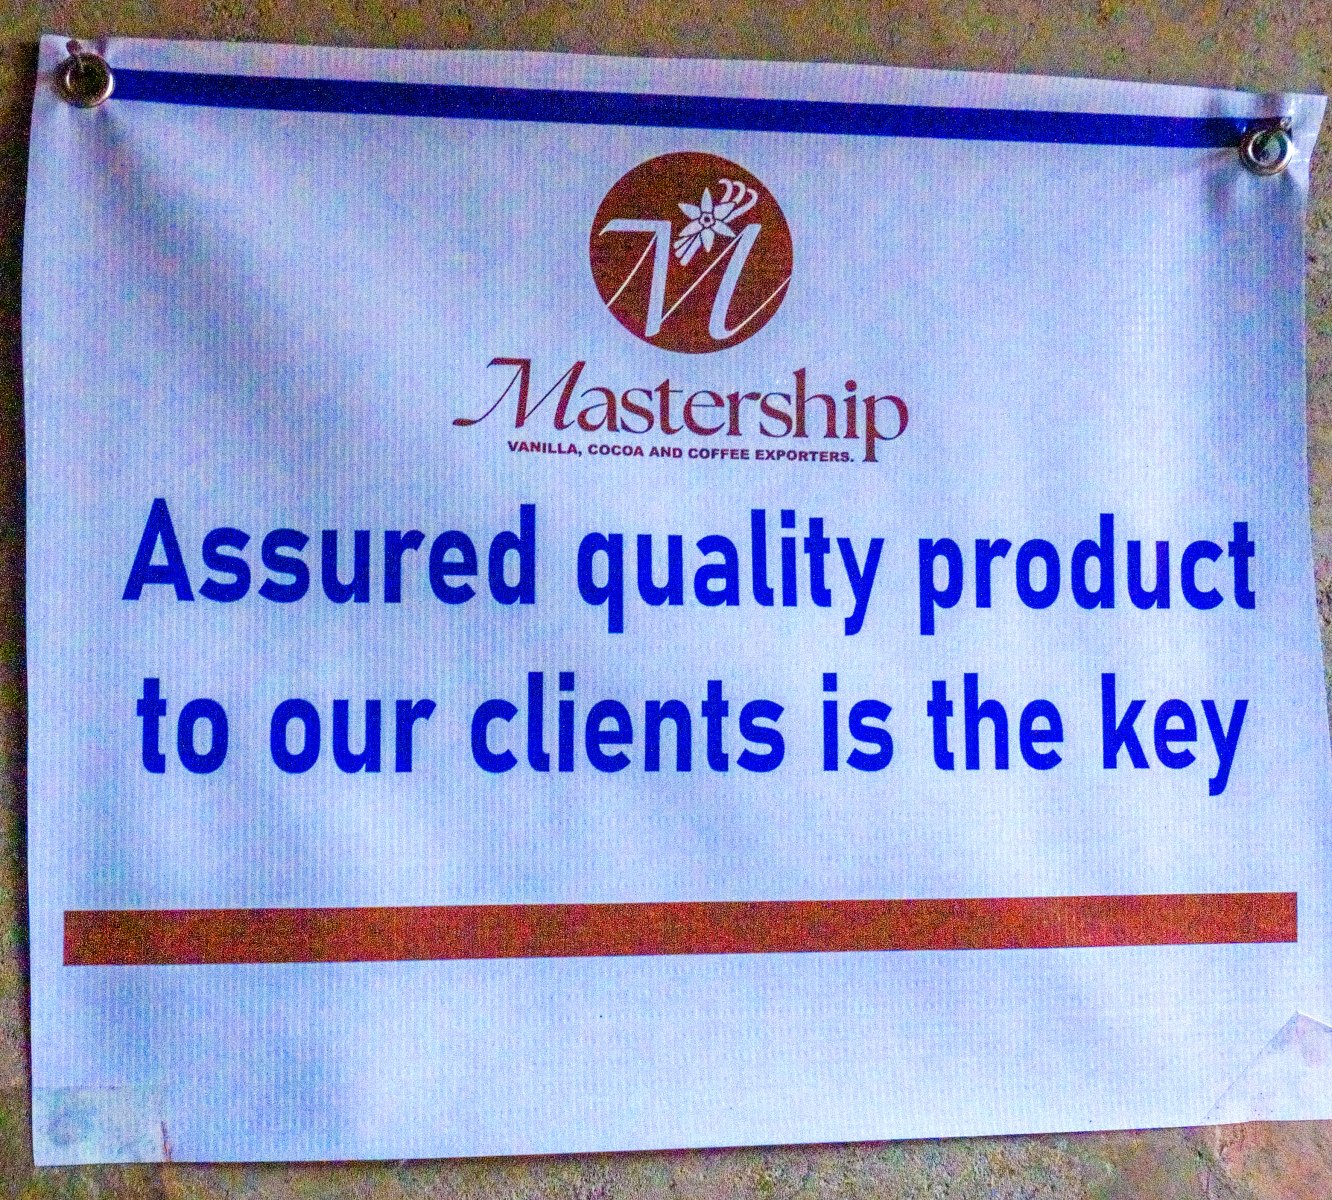 M
Mastership
VANILLA, COCOA AND COFFEE EXPORTERS.
Assured quality product
to our clients is the key